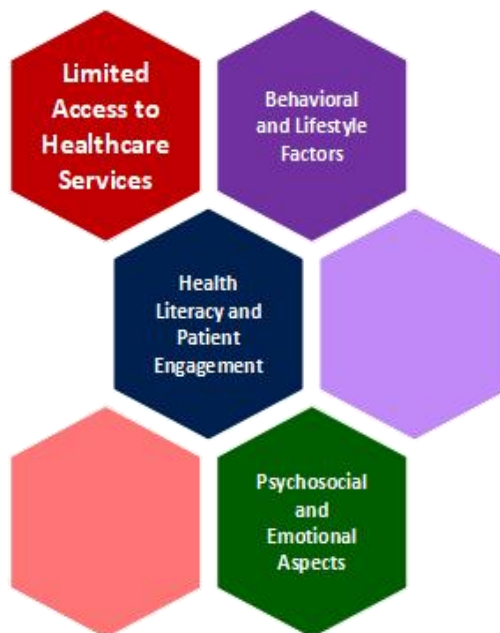 Limited
Access to
Healthcare
Services
Behavioral
and Lifestyle
Factors
Health
Literacy and
Patient
Engagement
Psychosocial
and
Emotional
Aspects